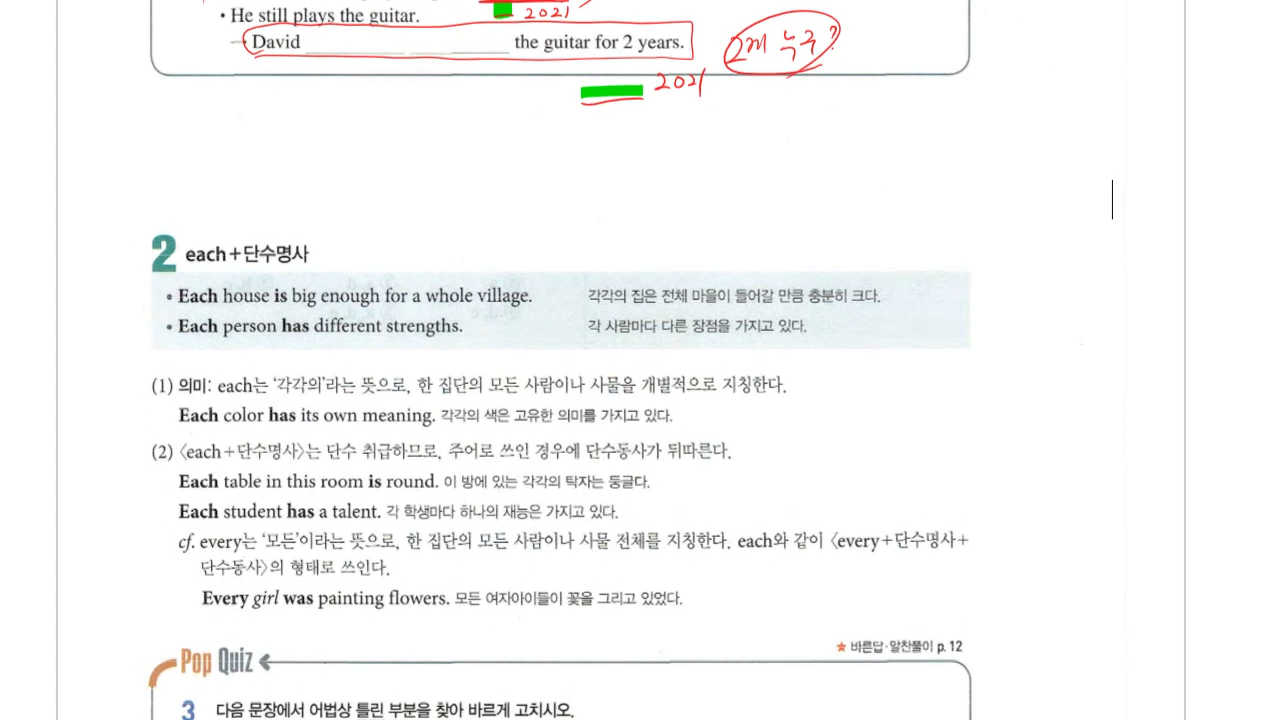 • He still plays the guitar.
2021
→ David ____________ ____________ the guitar for 2 years.
2021
2 each+단수명사
• Each house is big enough for a whole village. 각각의 집은 전체 마을이 들어갈 만큼 충분히 크다.
• Each person has different strengths. 각 사람마다 다른 장점을 가지고 있다.
(1) 의미: each는 '각각의'라는 뜻으로, 한 집단의 모든 사람이나 사물을 개별적으로 지칭한다.
Each color has its own meaning. 각각의 색은 고유한 의미를 가지고 있다.
(2) 〈each+단수명사〉는 단수 취급하므로, 주어로 쓰인 경우에 단수동사가 뒤따른다.
Each table in this room is round. 이 방에 있는 각각의 탁자는 둥글다.
Each student has a talent. 각 학생마다 하나의 재능은 가지고 있다.
cf. every는 '모든'이라는 뜻으로, 한 집단의 모든 사람이나 사물 전체를 지칭한다. each와 같이 〈every+단수명사+
단수동사〉의 형태로 쓰인다.
Every girl was painting flowers. 모든 여자아이들이 꽃을 그리고 있었다.
★ 바른답·알찬풀이 p.12
Pop Quiz
3 다음 문장에서 어법상 틀린 부분을 찾아 바르게 고치시오.